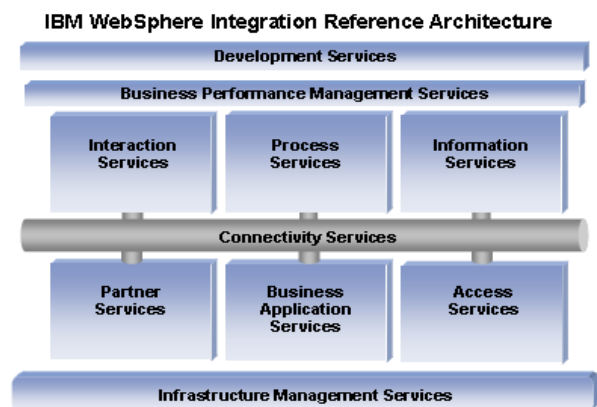 IBM WebSphere Integration Reference Architecture
Development Services
Business Performance Management Services
Interaction
Services
Process
Services
Information
Services
Connectivity Services
Partner
Services
Business
Application
Services
Access
Services
Infrastructure Management Services